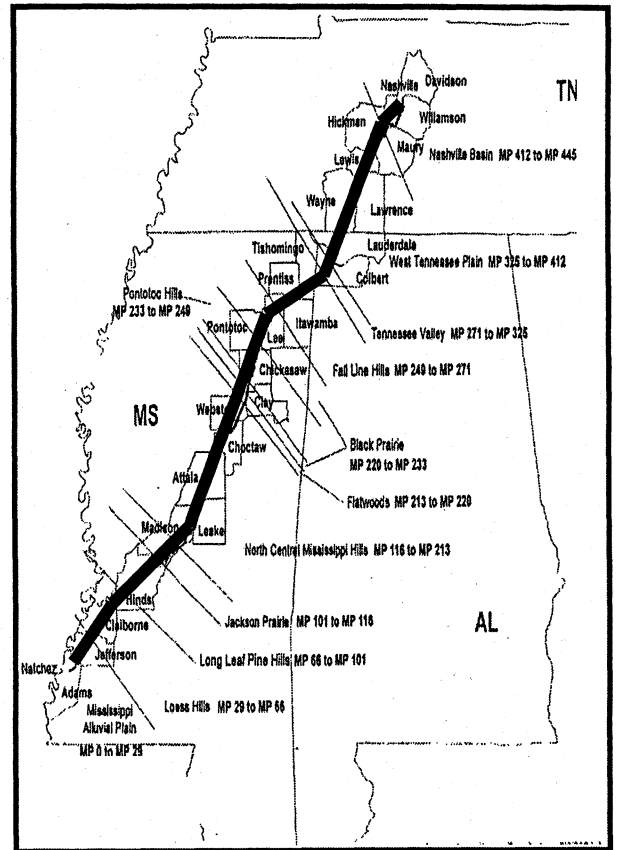 Nashville
Davidson
TN
Hickman
Williamson
Maury
Nashville Basin MP 412 to MP 445
Lewis
Wayne
Lawrence
Lauderdale
Tishomingo
West Tennessee Plain MP 325 to MP 412
Prentiss
Colbert
Pontotoc Hills
MP 233 to MP 249
Pontotoc
Itawamba
Lee
Tennessee Valley MP 271 to MP 325
Chickasaw
Fall Line Hills MP 249 to MP 271
MS
Webst
Clay
Choctaw
Black Prairie
MP 220 to MP 233
Attala
Flatwoods MP 213 to MP 220
Madison
Leake
North Central Mississippi Hills MP 116 to MP 213
Hinds
Jackson Prairie MP 101 to MP 116
AL
Claiborne
Jefferson
Long Leaf Pine Hills MP 66 to MP 101
Natchez
Adams
Loess Hills MP 29 to MP 66
Mississippi
Alluvial Plain
MP 0 to MP 29